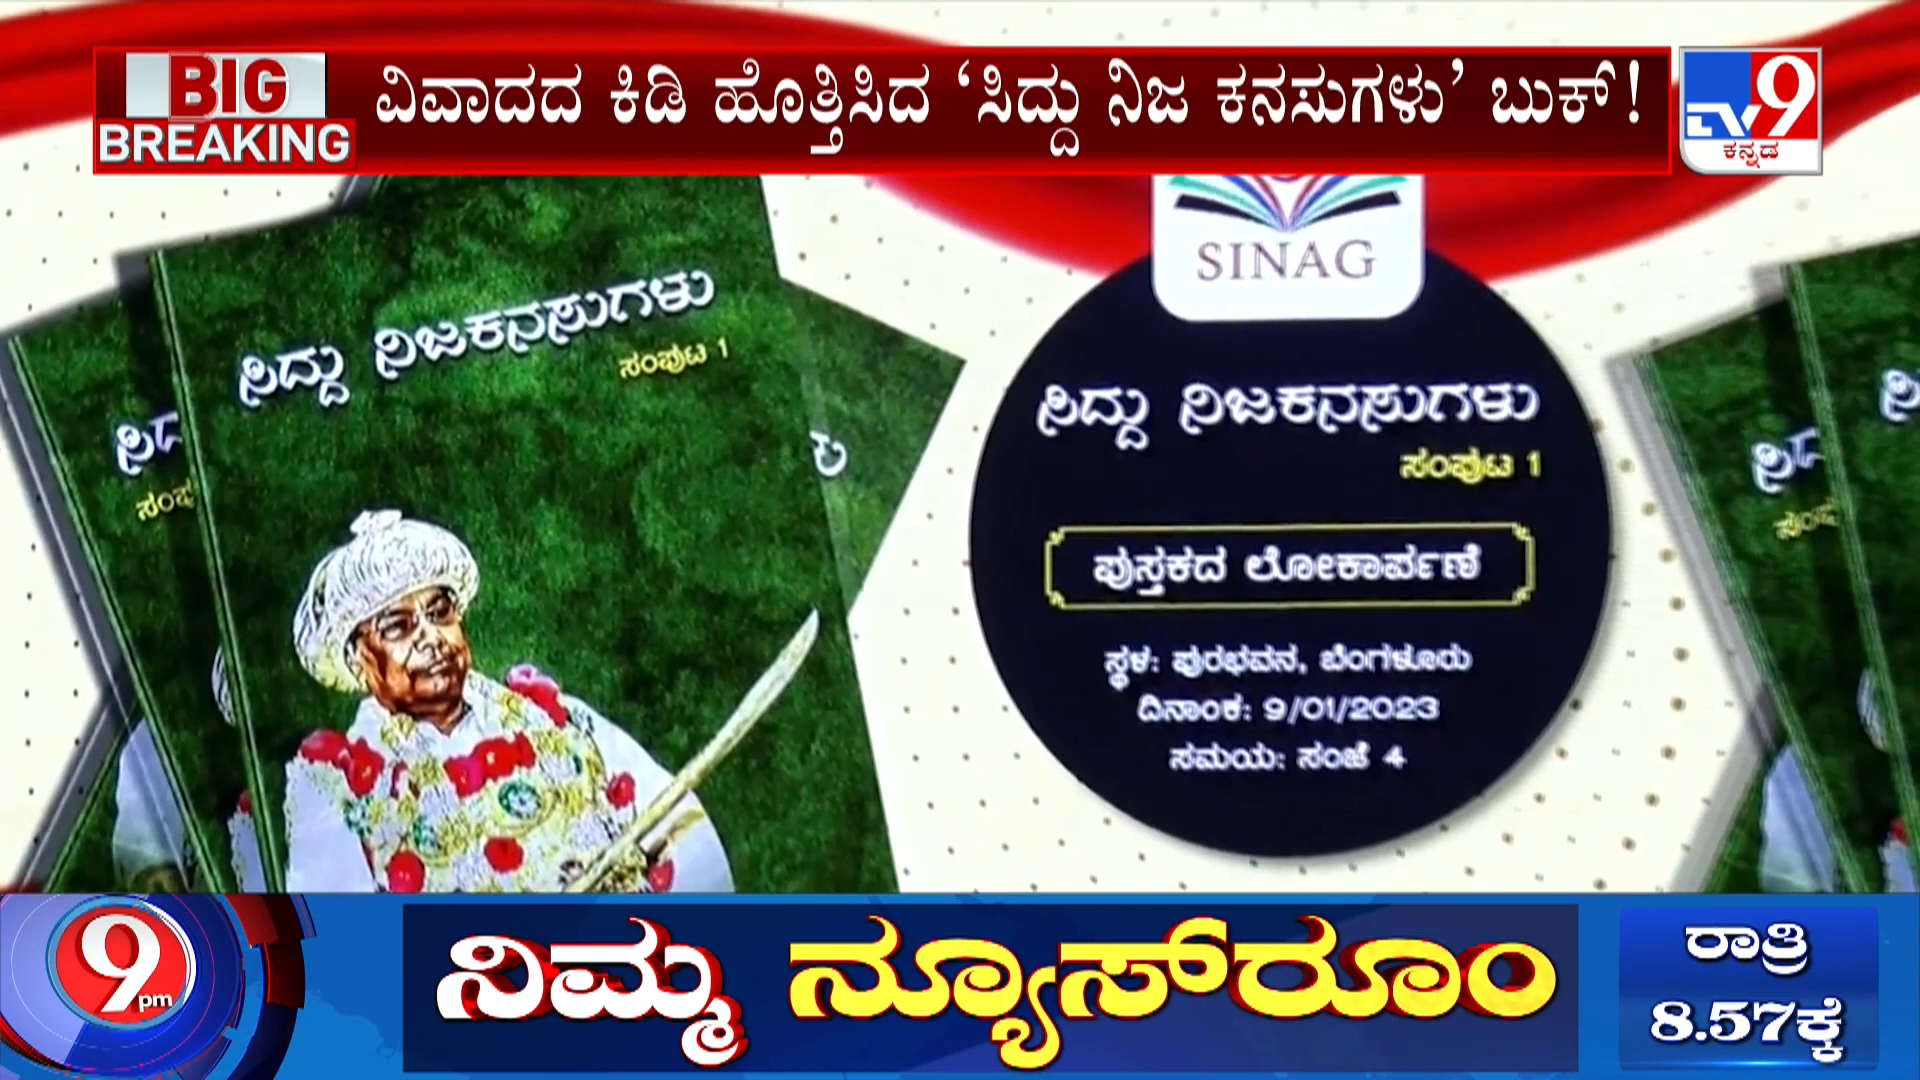 BIG
BREAKING
ವಿವಾದದ ಕಿಡಿ ಹೊತ್ತಿಸಿದ ‘ಸಿದ್ದು ನಿಜ ಕನಸುಗಳು’ ಬುಕ್!
TV9
ಕನ್ನಡ
SINAG
ಸಿದ್ದು ನಿಜಕನಸುಗಳು
ಸಂಪುಟ 1
ಸಿದ್ದು ನಿಜಕನಸುಗಳು
ಸಂಪುಟ 1
ಪುಸ್ತಕದ ಲೋಕಾರ್ಪಣೆ
ಸ್ಥಳ: ಪುರಭವನ, ಬೆಂಗಳೂರು
ದಿನಾಂಕ: 9/01/2023
ಸಮಯ: ಸಂಜೆ 4
9pm
ನಿಮ್ಮ ನ್ಯೂಸ್‌ರೂಂ
ರಾತ್ರಿ
8.57ಕ್ಕೆ